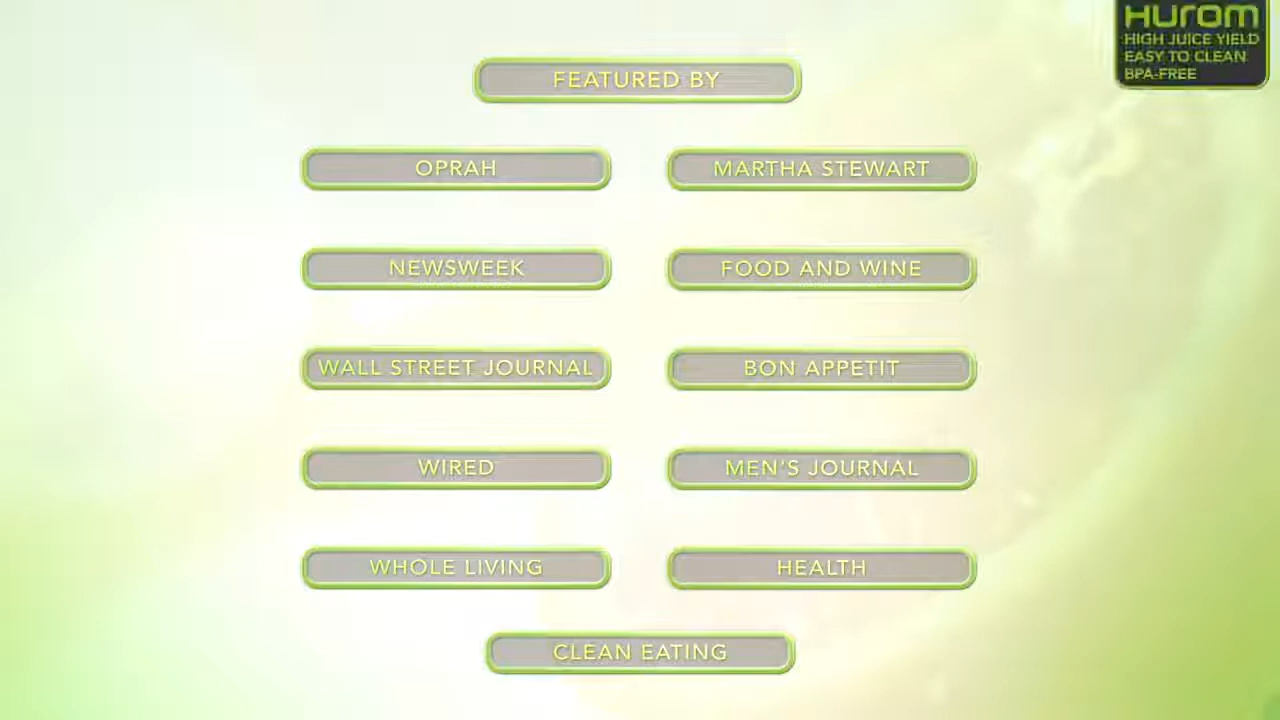 HUROM
HIGH JUICE YIELD
EASY TO CLEAN
BPA-FREE
FEATURED BY
OPRAH
MARTHA STEWART
NEWSWEEK
FOOD AND WINE
WALL STREET JOURNAL
BON APPETIT
WIRED
MEN'S JOURNAL
WHOLE LIVING
HEALTH
CLEAN EATING